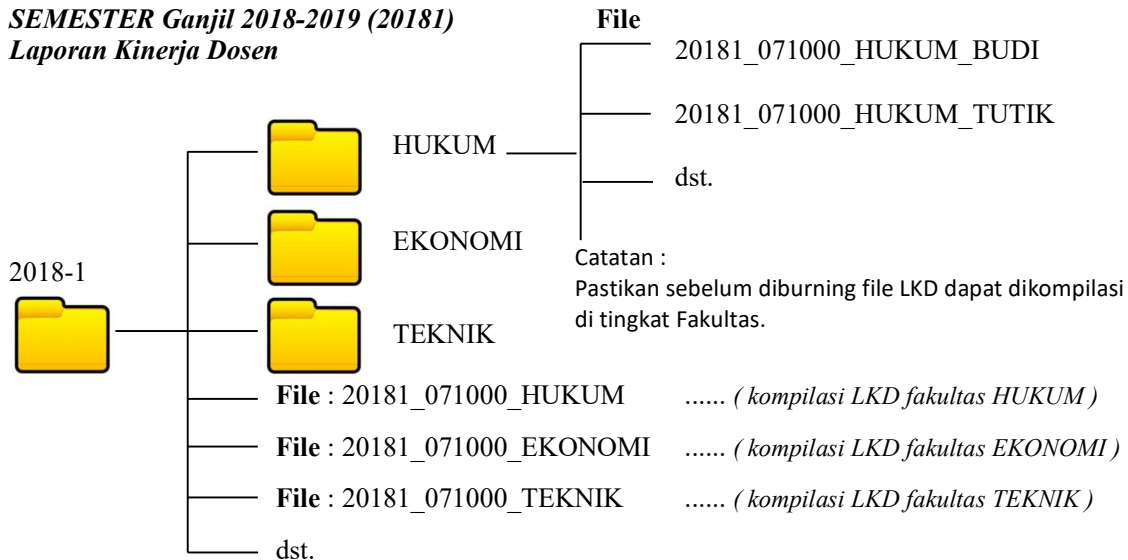 SEMESTER Ganjil 2018-2019 (20181)
Laporan Kinerja Dosen
File
20181_071000_HUKUM_BUDI
20181_071000_HUKUM_TUTIK
dst.
HUKUM
EKONOMI
TEKNIK
2018-1
Catatan :
Pastikan sebelum diburning file LKD dapat dikompilasi
di tingkat Fakultas.
File : 20181_071000_HUKUM ...... ( kompilasi LKD fakultas HUKUM )
File : 20181_071000_EKONOMI ...... ( kompilasi LKD fakultas EKONOMI )
File : 20181_071000_TEKNIK ...... ( kompilasi LKD fakultas TEKNIK )
dst.